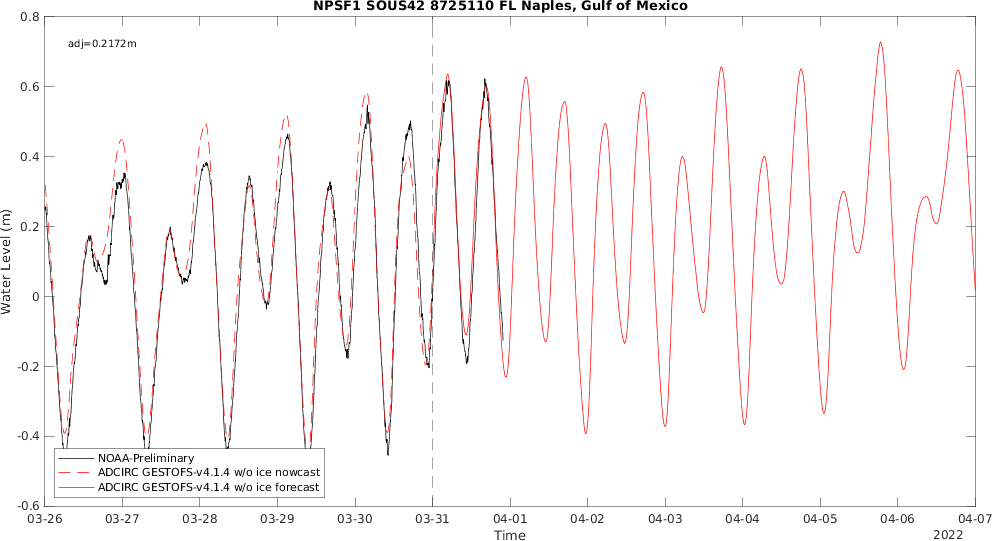 NPSF1 SOUS42 8725110 FL Naples, Gulf of Mexico
adj=0.2172m
0.8
0.6
0.4
0.2
0
-0.2
-0.4
-0.6
Water Level (m)
NOAA-Preliminary
ADCIRC GESTOFS-v4.1.4 w/o ice nowcast
ADCIRC GESTOFS-v4.1.4 w/o ice forecast
03-26 03-27 03-28 03-29 03-30 03-31 04-01 04-02 04-03 04-04 04-05 04-06 04-07
Time
2022